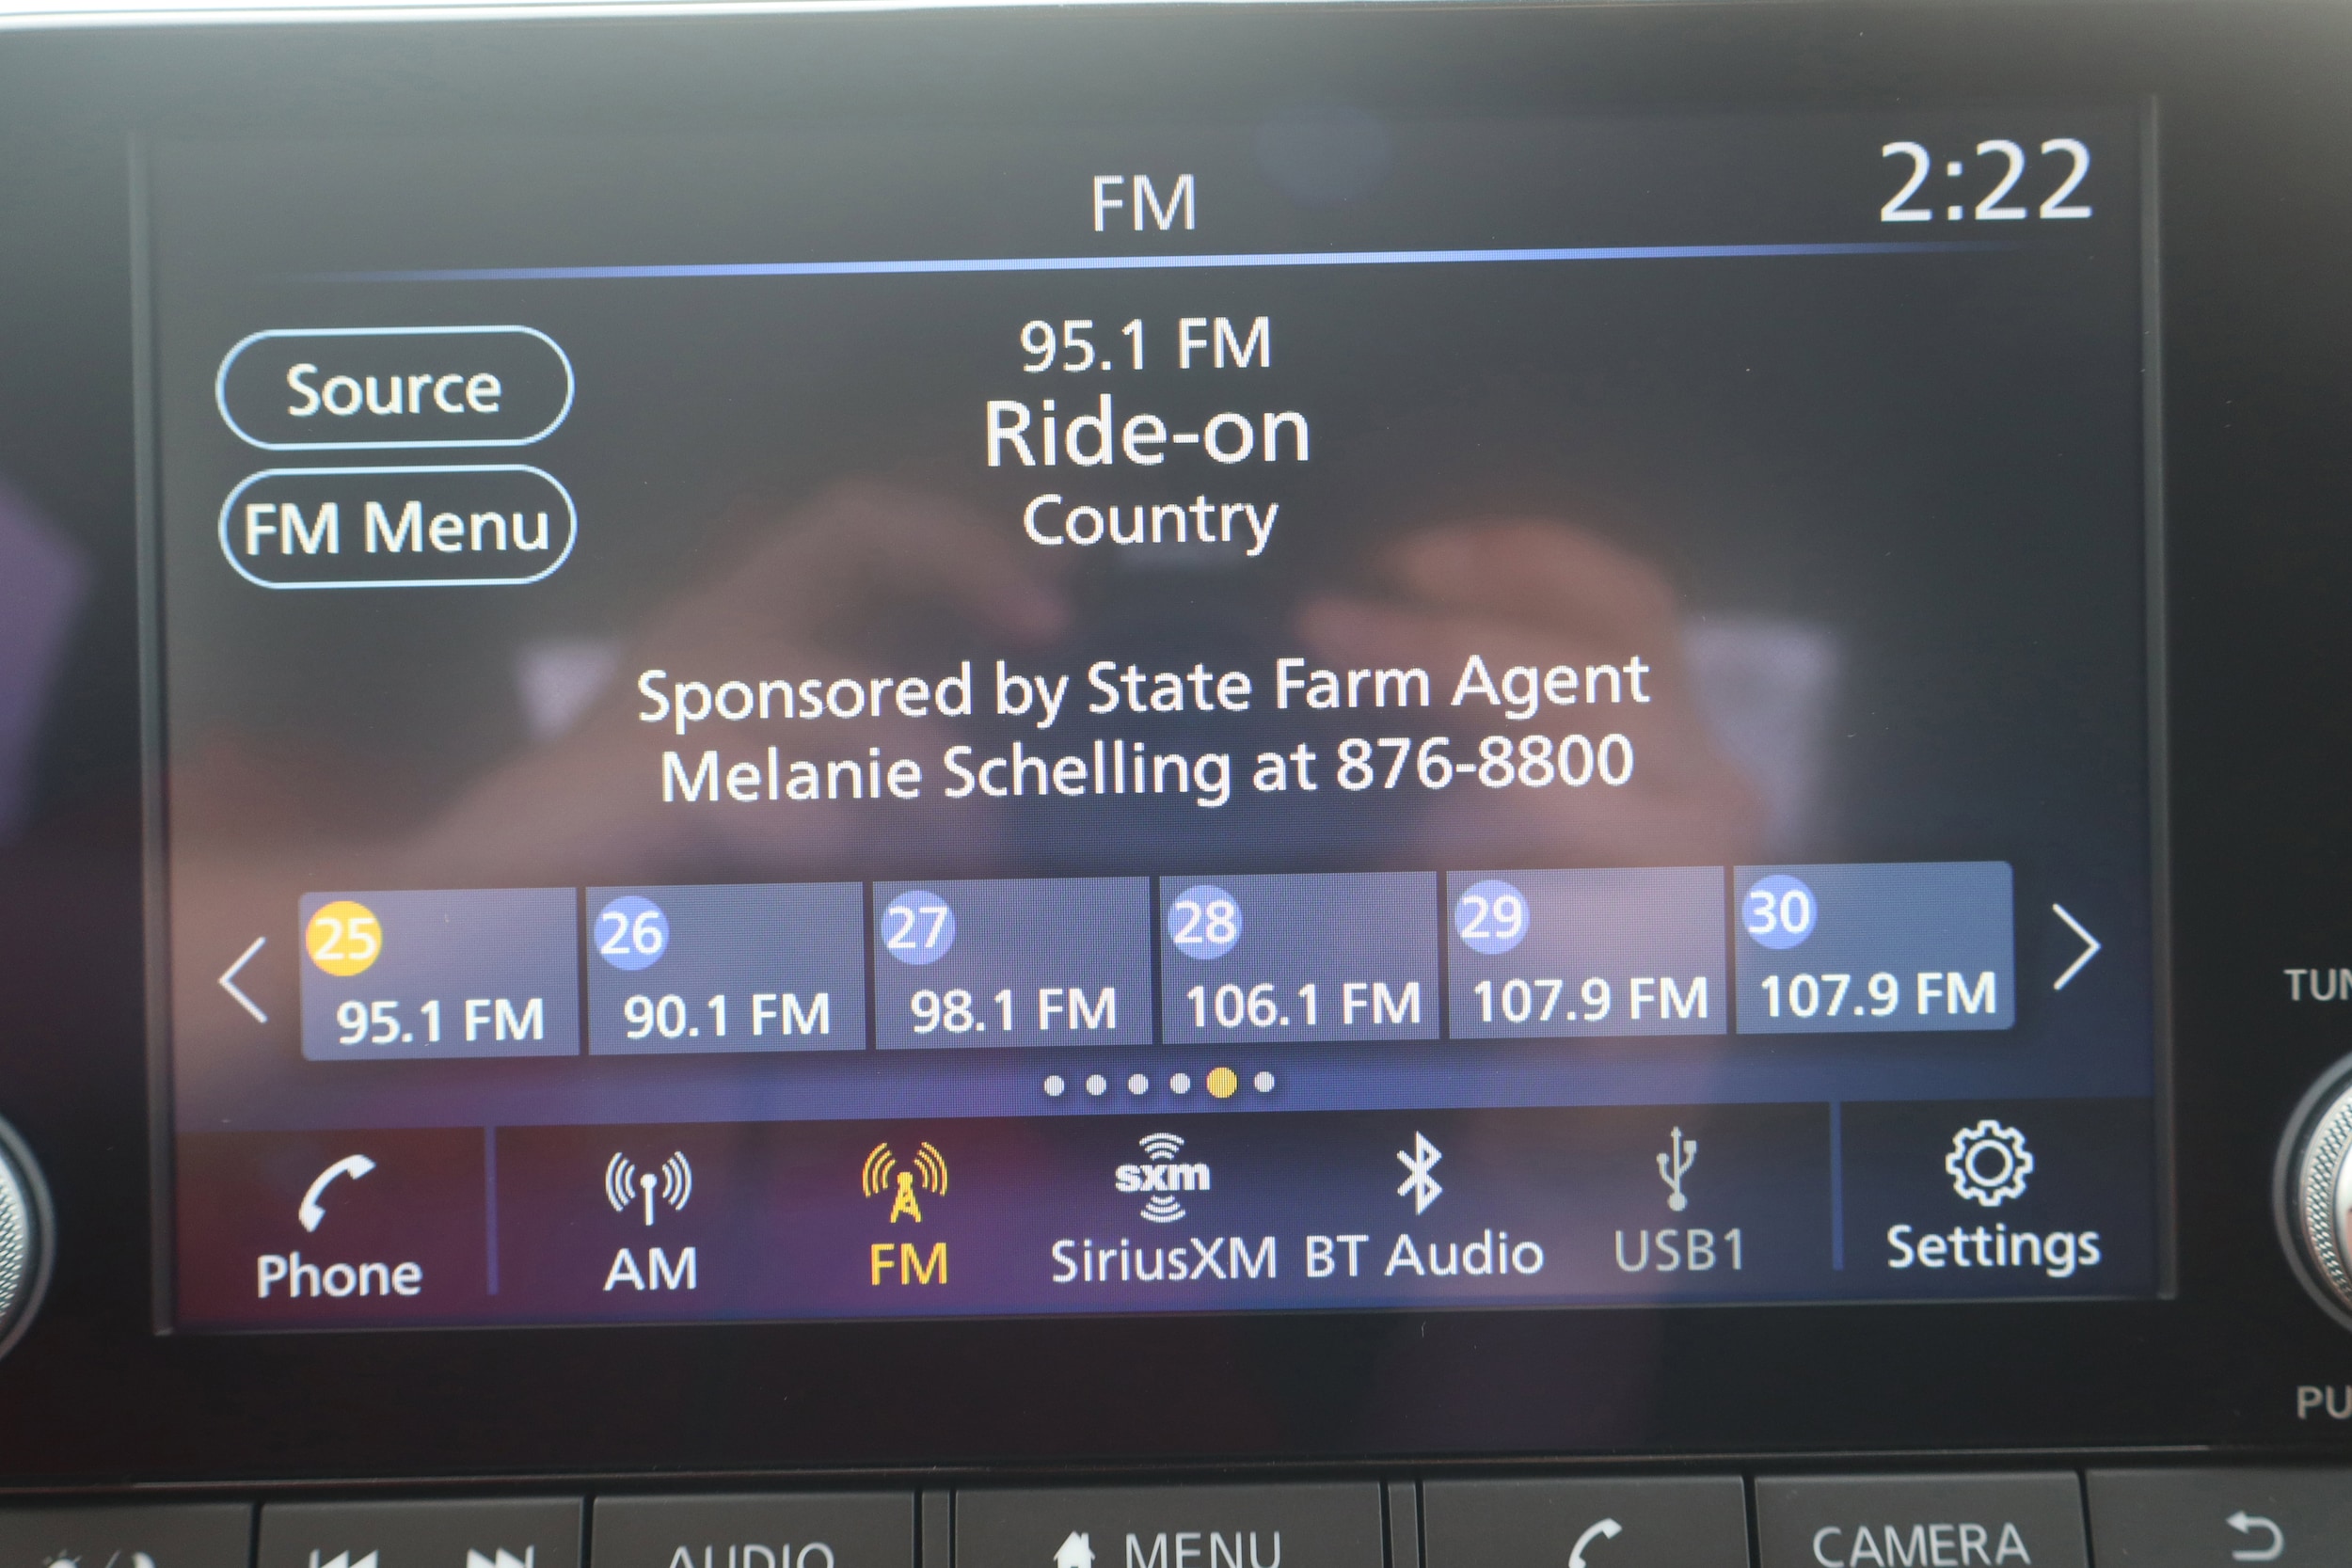 FM
2:22
95.1 FM
Ride-on
Country
Source
FM Menu
Sponsored by State Farm Agent
Melanie Schelling at 876-8800
25 26 27 28 29 30
95.1 FM 90.1 FM 98.1 FM 106.1 FM 107.9 FM 107.9 FM
sxm
Phone AM FM SiriusXM BT Audio USB1 Settings
AUDIO MENU CAMERA